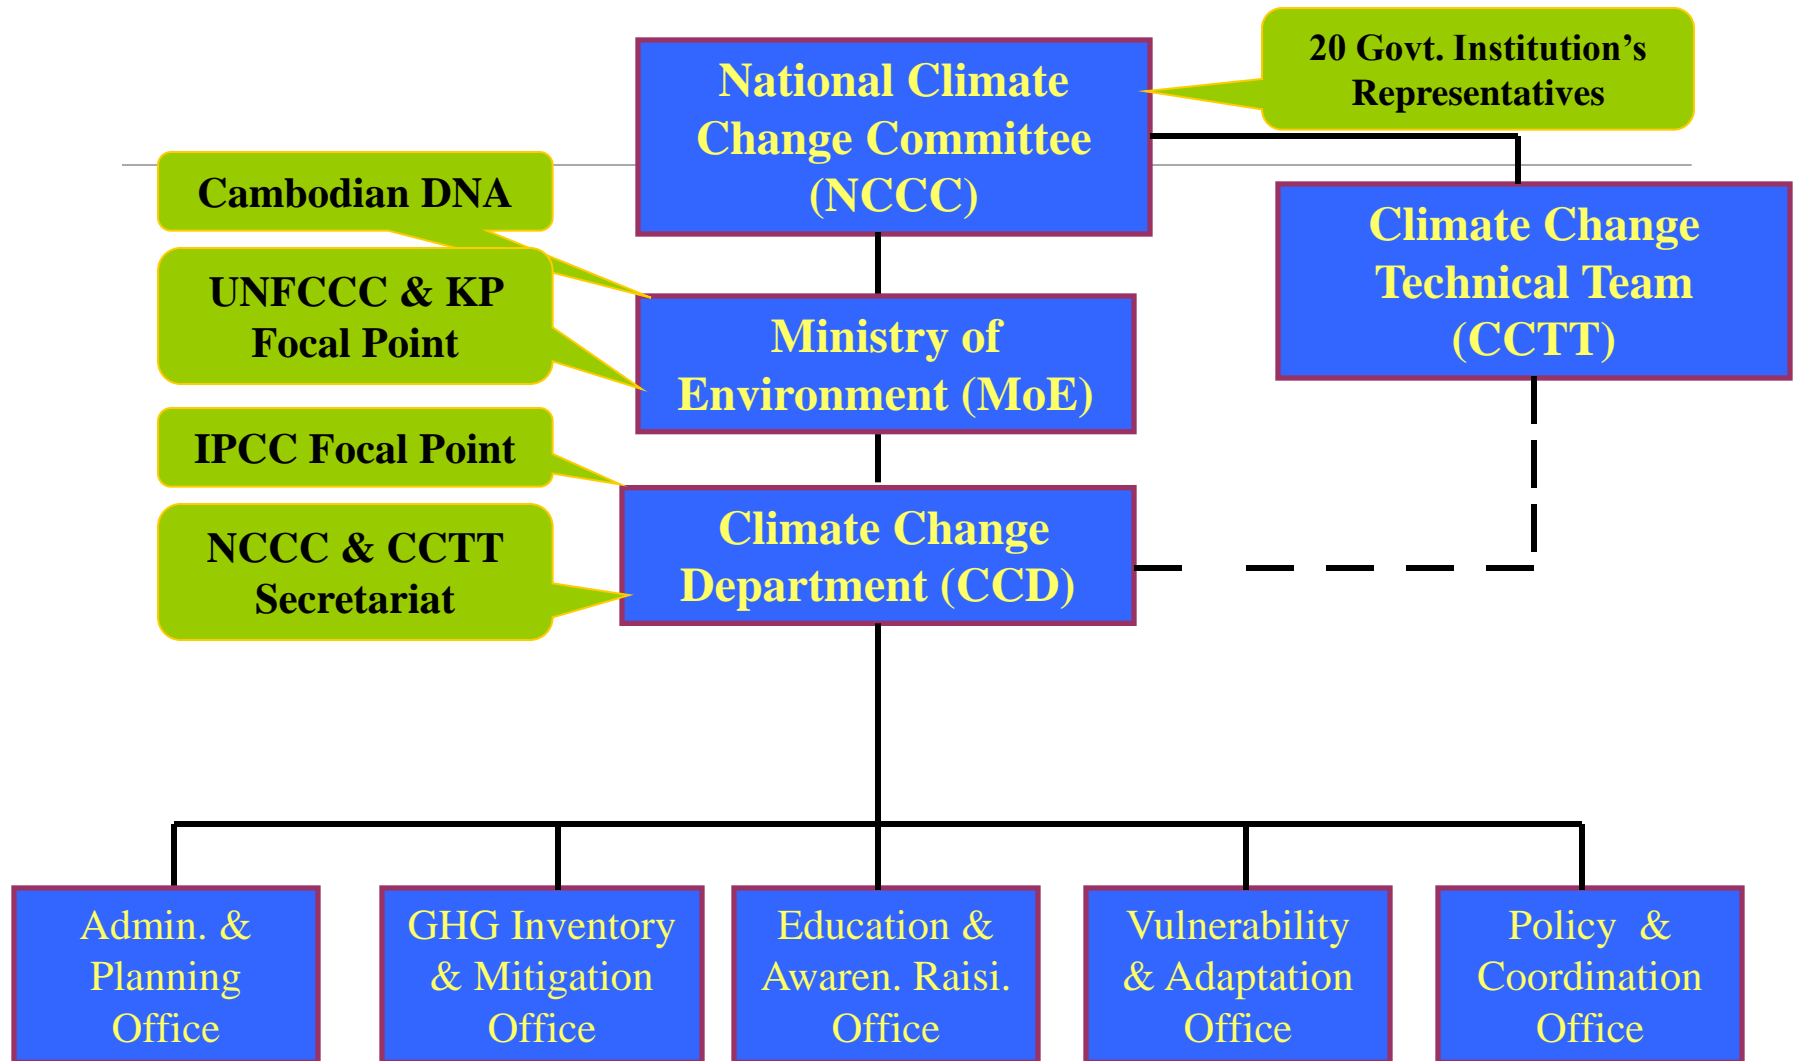 20 Govt. Institution’s
Representatives
National Climate
Change Committee
(NCCC)
Cambodian DNA
Climate Change
Technical Team
(CCTT)
UNFCCC & KP
Focal Point
Ministry of
Environment (MoE)
IPCC Focal Point
NCCC & CCTT
Secretariat
Climate Change
Department (CCD)
Admin. &
Planning
Office
GHG Inventory
& Mitigation
Office
Education &
Awaren. Raisi.
Office
Vulnerability
& Adaptation
Office
Policy &
Coordination
Office